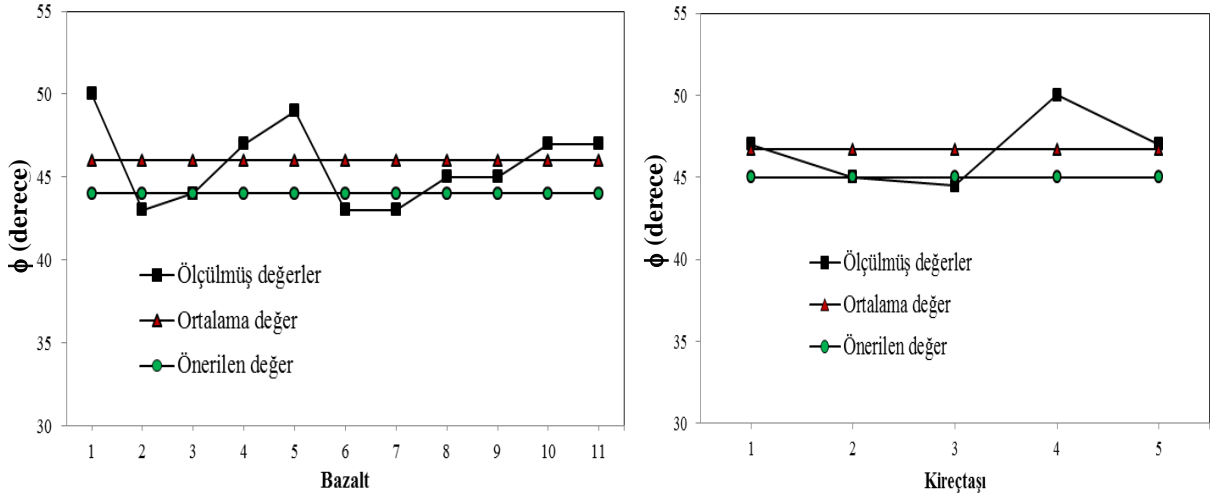 55
50
45
40
35
30
ϕ (derece)
Ölçülmüş değerler
Ortalama değer
Önerilen değer
1 2 3 4 5 6 7 8 9 10 11
Bazalt
55
50
45
40
35
30
ϕ (derece)
Ölçülmüş değerler
Ortalama değer
Önerilen değer
1 2 3 4 5
Kireçtaşı